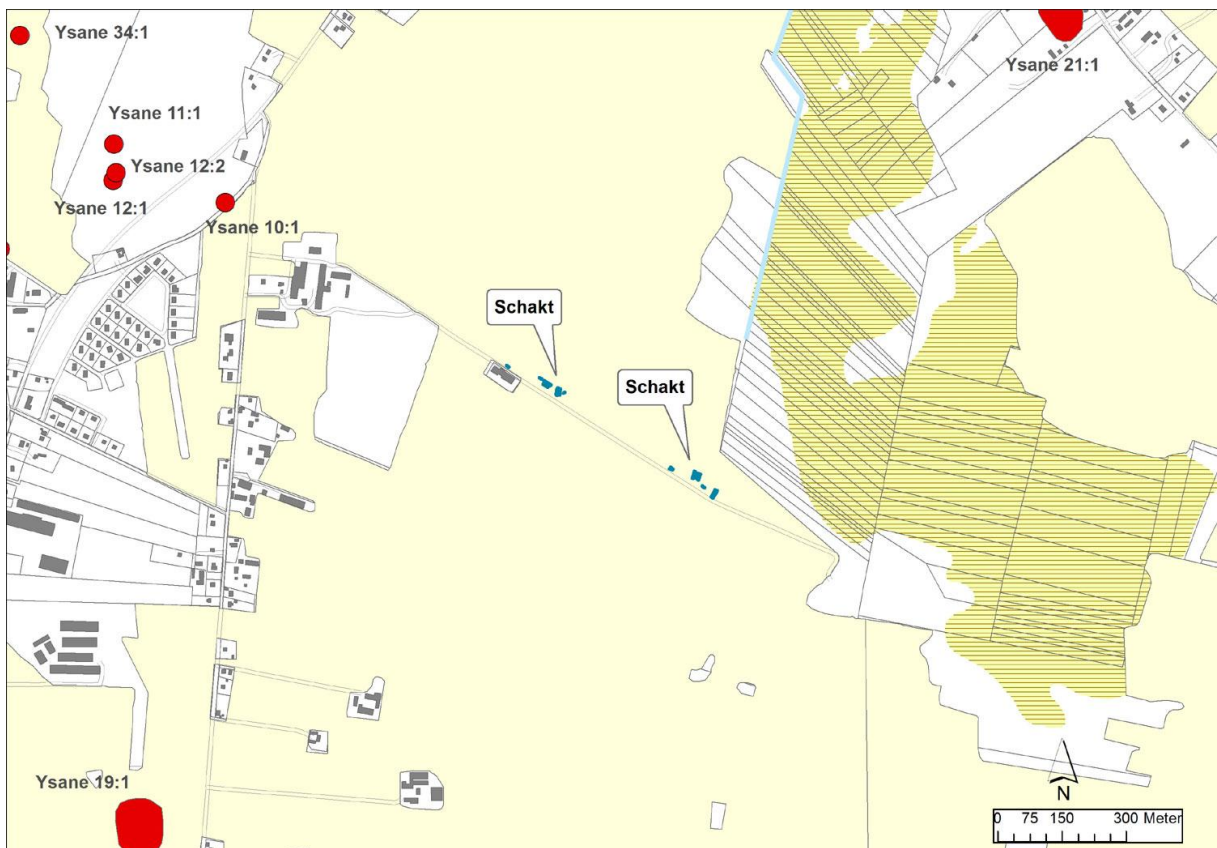 Ysane 34:1
Ysane 21:1
Ysane 11:1
Ysane 12:2
Ysane 12:1
Ysane 10:1
Schakt
Schakt
Ysane 19:1
N
0 75 150 300 Meter